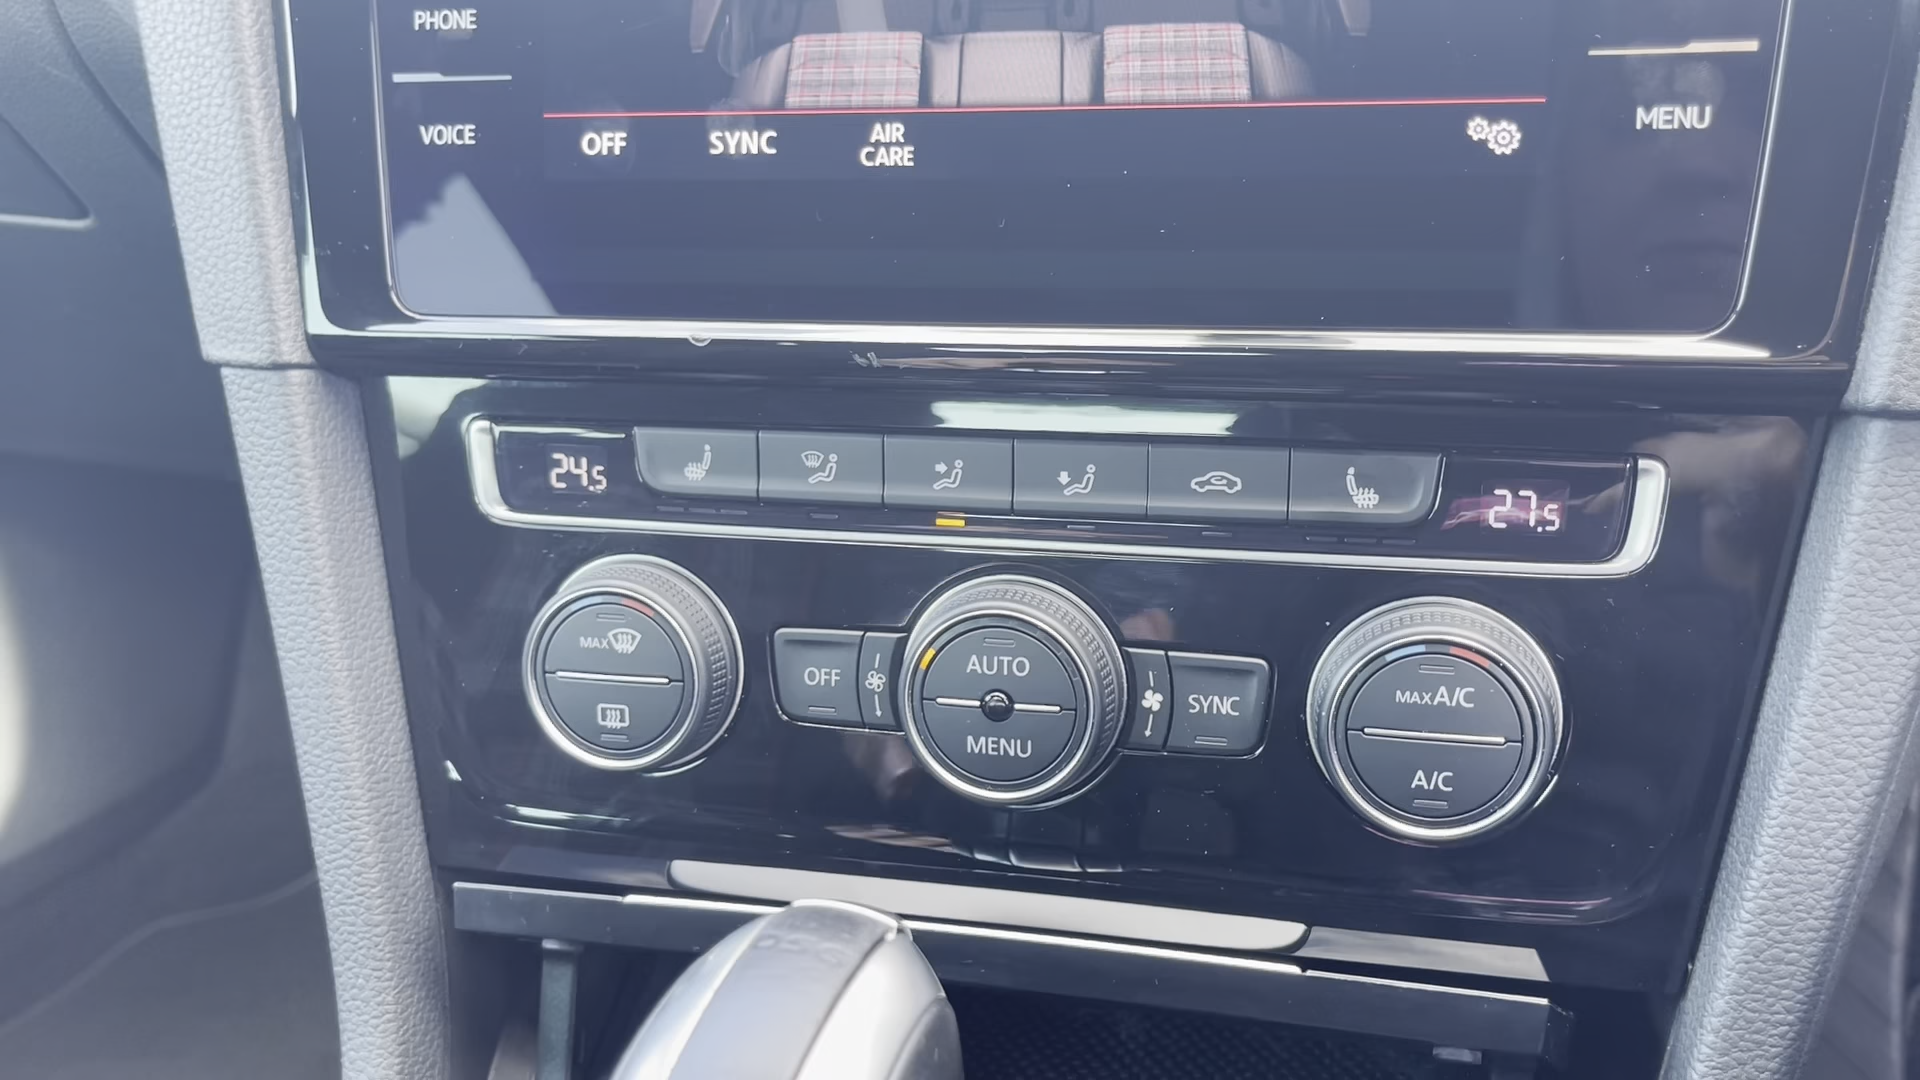 PHONE
VOICE
OFF
SYNC
AIR
CARE
MENU
24.5
27.5
MAX
OFF
AUTO
MENU
SYNC
MAX A/C
A/C